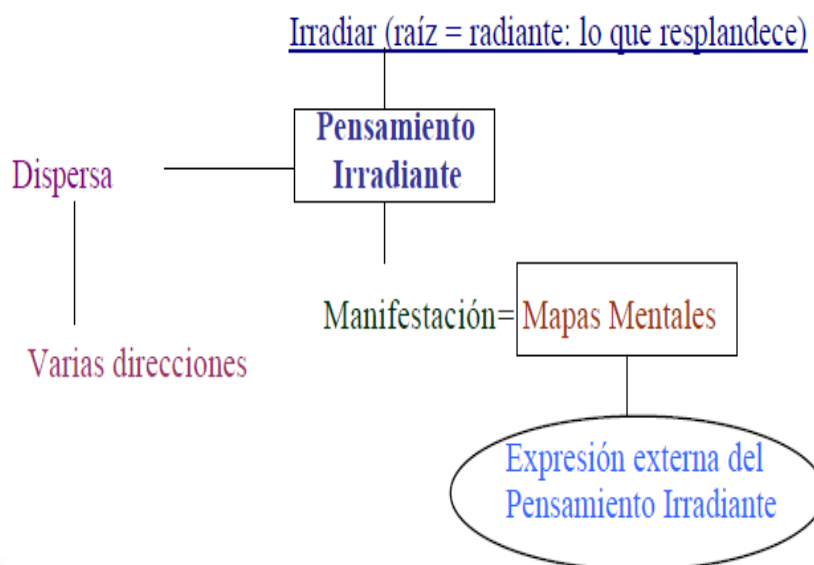 Irradiar (raíz = radiante: lo que resplandece)
Pensamiento
Irradiante
Dispersa
Manifestación= Mapas Mentales
Varias direcciones
Expresión externa del
Pensamiento Irradiante